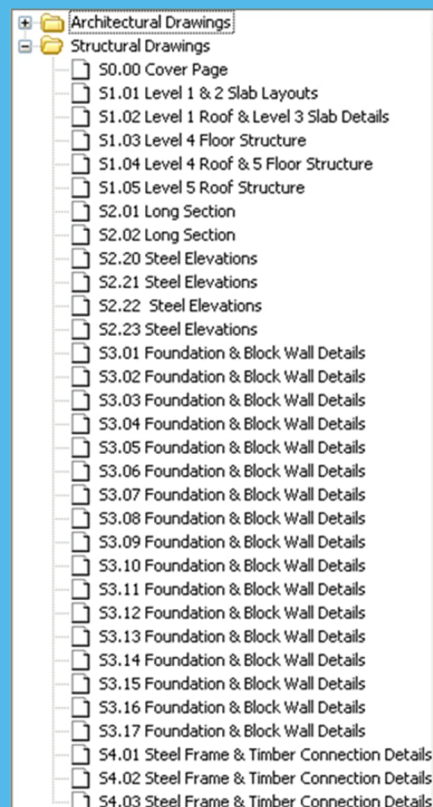 Architectural Drawings
Structural Drawings
S0.00 Cover Page
S1.01 Level 1 & 2 Slab Layouts
S1.02 Level 1 Roof & Level 3 Slab Details
S1.03 Level 4 Floor Structure
S1.04 Level 4 Roof & 5 Floor Structure
S1.05 Level 5 Roof Structure
S2.01 Long Section
S2.02 Long Section
S2.20 Steel Elevations
S2.21 Steel Elevations
S2.22  Steel Elevations
S2.23 Steel Elevations
S3.01 Foundation & Block Wall Details
S3.02 Foundation & Block Wall Details
S3.03 Foundation & Block Wall Details
S3.04 Foundation & Block Wall Details
S3.05 Foundation & Block Wall Details
S3.06 Foundation & Block Wall Details
S3.07 Foundation & Block Wall Details
S3.08 Foundation & Block Wall Details
S3.09 Foundation & Block Wall Details
S3.10 Foundation & Block Wall Details
S3.11 Foundation & Block Wall Details
S3.12 Foundation & Block Wall Details
S3.13 Foundation & Block Wall Details
S3.14 Foundation & Block Wall Details
S3.15 Foundation & Block Wall Details
S3.16 Foundation & Block Wall Details
S3.17 Foundation & Block Wall Details
S4.01 Steel Frame & Timber Connection Details
S4.02 Steel Frame & Timber Connection Details
S4.03 Steel Frame & Timber Connection Details